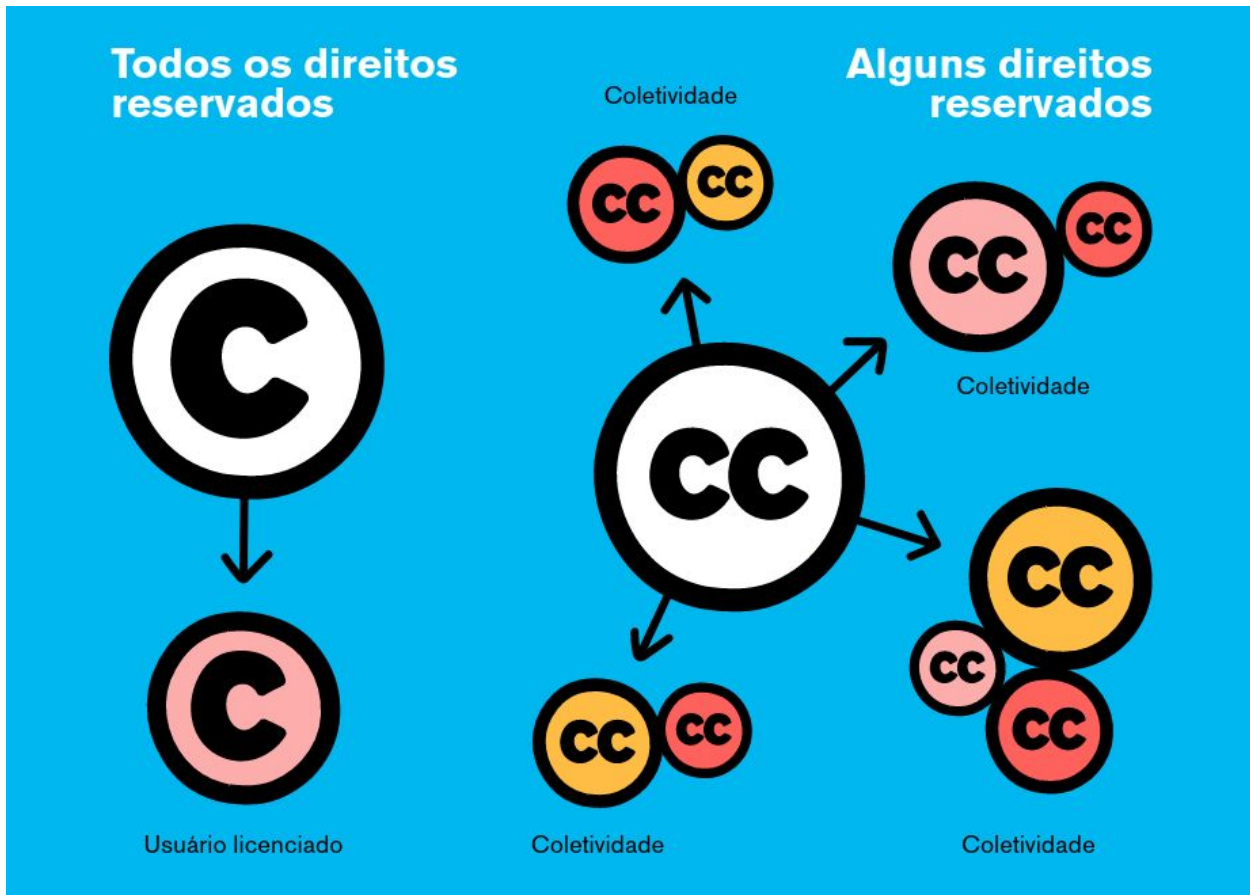 Todos os direitos
reservados
C
C
Usuário licenciado
Alguns direitos
reservados
Coletividade
CC
CC
CC
CC
Coletividade
CC
CC
CC
CC
CC
CC
CC
Coletividade
Coletividade